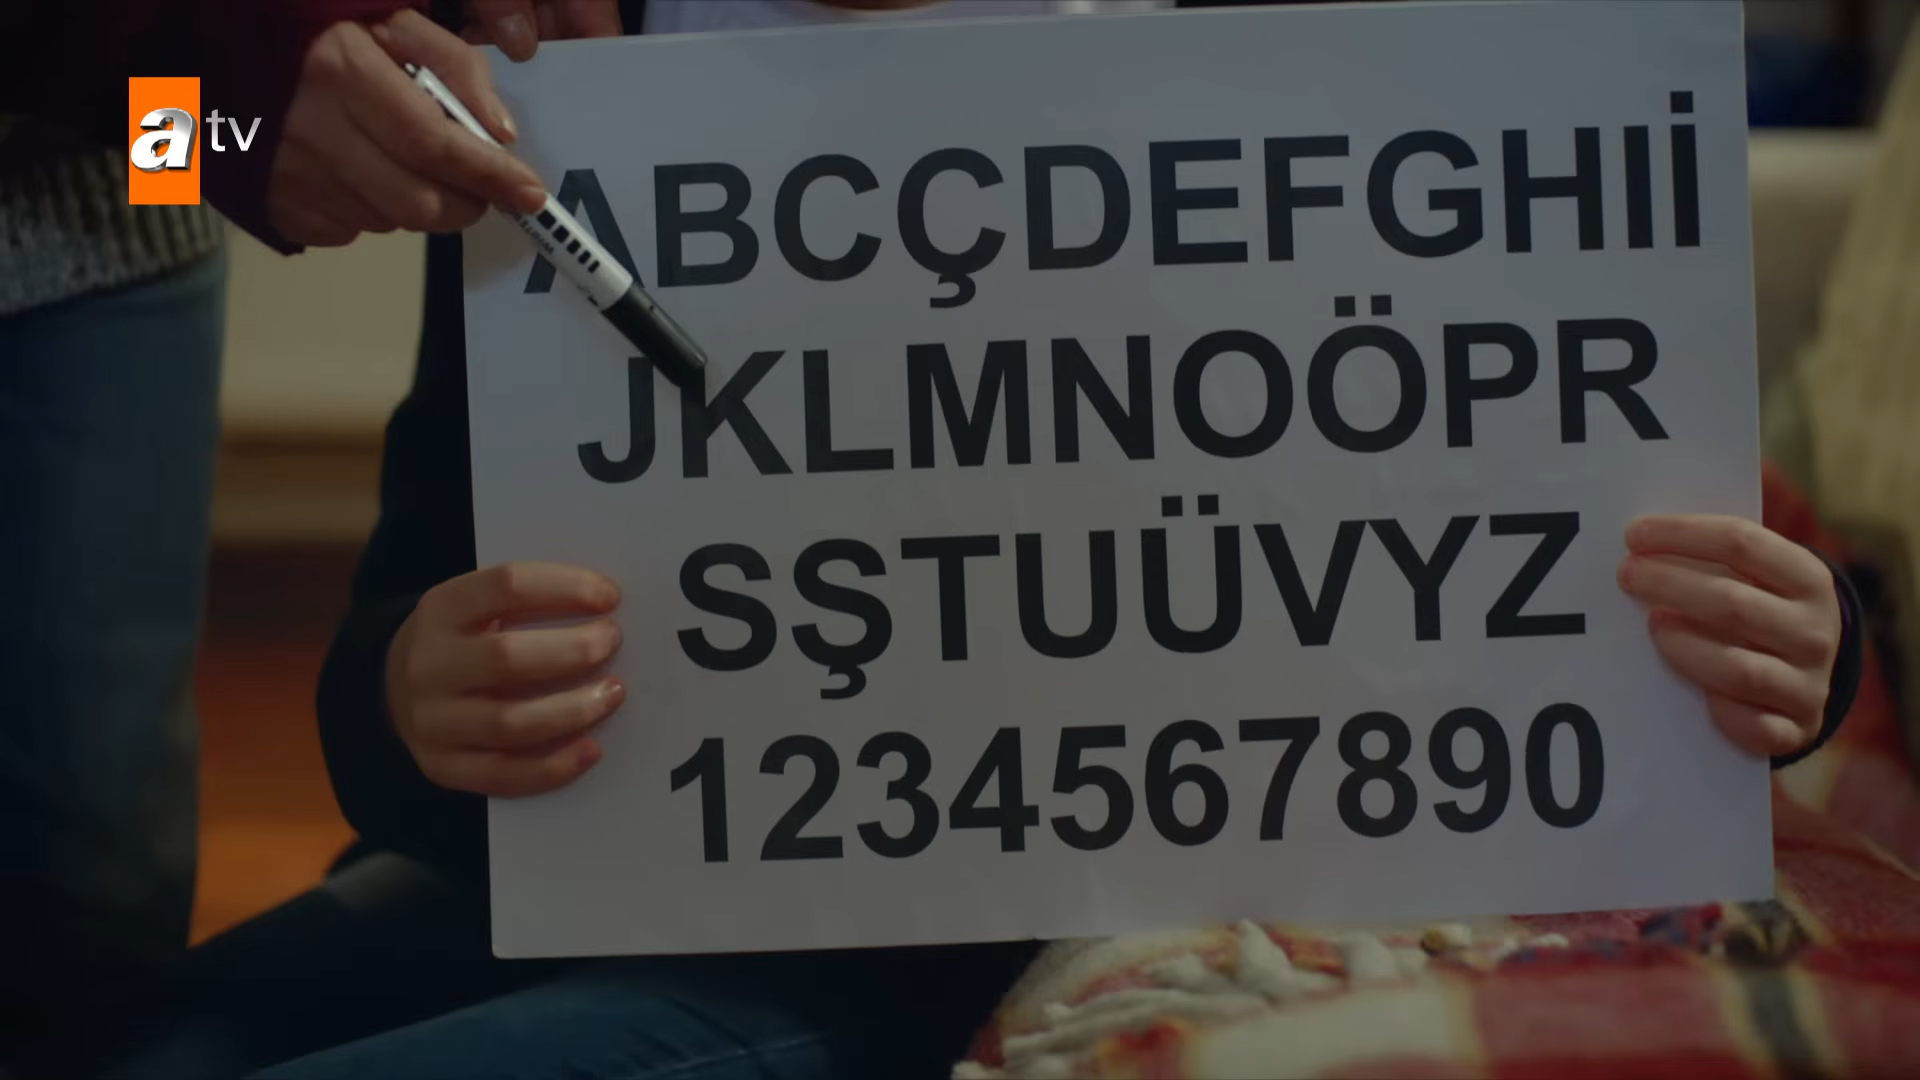 atv
ABCÇDEFGHIİ
JKLMNOÖPR
SŞTUÜVYZ
1234567890